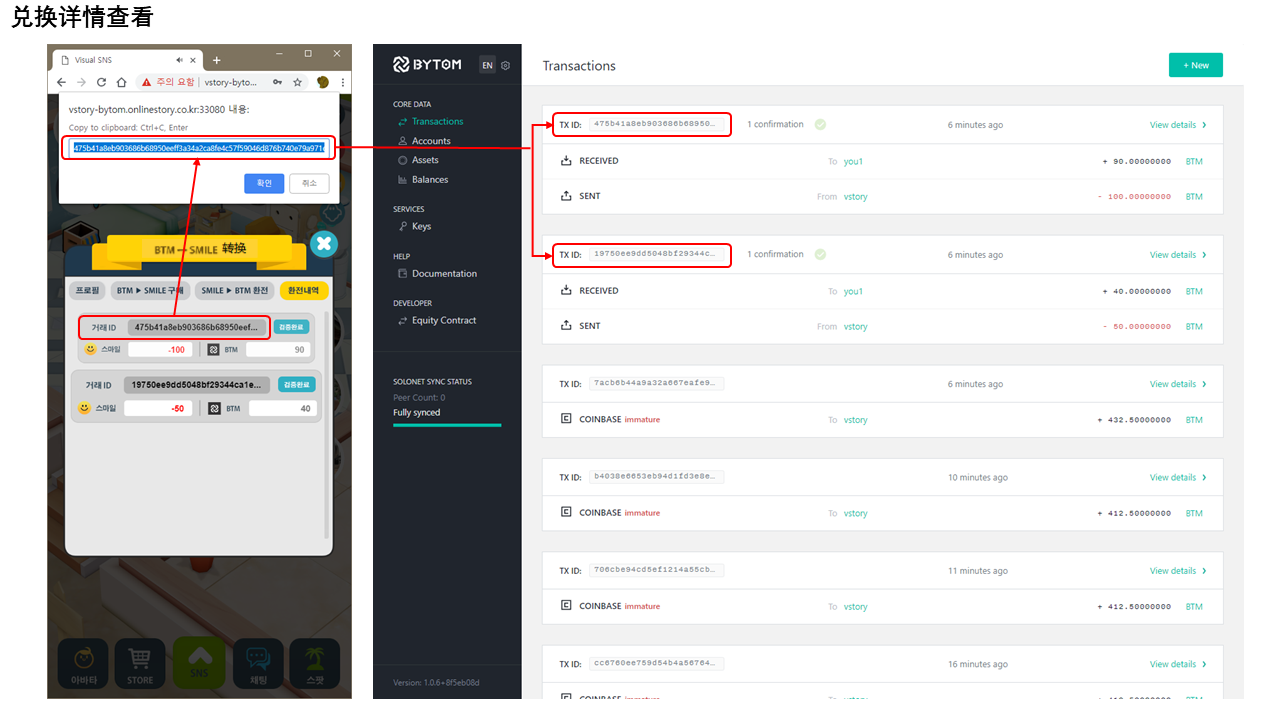 兑换详情查看
Visual SNS
주의 요함 | vstory-byto...
vstory-bytom.onlinestory.co.kr:33080 내용:
Copy to clipboard: Ctrl+C, Enter
475b41a8eb903686b68950eeff3a34a2ca8fe4c57f59046d876b740e79a971
확인
취소
BTM → SMILE 转换
프로필
BTM ▶ SMILE 구매
SMILE ▶ BTM 환전
환전내역
거래 ID
475b41a8eb903686b68950eef...
검증완료
스마일
-100
BTM
90
거래 ID
19750ee9dd5048bf29344ca1e...
검증완료
스마일
-50
BTM
40
아바타
STORE
SNS
채팅
스팟
BYTOM
EN
CORE DATA
Transactions
Accounts
Assets
Balances
SERVICES
Keys
HELP
Documentation
DEVELOPER
Equity Contract
SOLONET SYNC STATUS
Peer Count: 0
Fully synced
Version: 1.0.6+8f5eb08d
Transactions
+ New
TX ID: 475b41a8eb903686b68950… 1 confirmation 6 minutes ago View details
RECEIVED To you1 + 90.00000000 BTM
SENT From vstory - 100.00000000 BTM
TX ID: 19750ee9dd5048bf29344c… 1 confirmation 6 minutes ago View details
RECEIVED To you1 + 40.00000000 BTM
SENT From vstory - 50.00000000 BTM
TX ID: 7acb6b44a9a32a667eafe9… 6 minutes ago View details
COINBASE immature To vstory + 432.50000000 BTM
TX ID: b4038e6653eb94d1fd3e8e… 10 minutes ago View details
COINBASE immature To vstory + 412.50000000 BTM
TX ID: 706cbe94cd5ef1214a55cb… 11 minutes ago View details
COINBASE immature To vstory + 412.50000000 BTM
TX ID: cc6760ee759d54b4a56764… 16 minutes ago View details
COINBASE immature